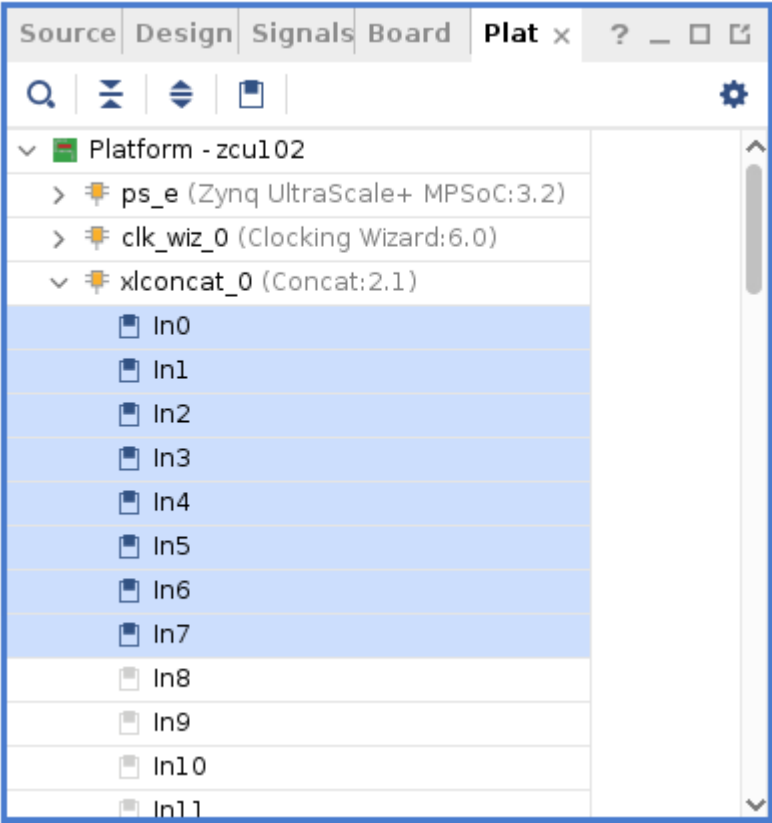 Source Design Signals Board Plat × ?
Platform - zcu102
ps_e (Zynq UltraScale+ MPSoC:3.2)
clk_wiz_0 (Clocking Wizard:6.0)
xlconcat_0 (Concat:2.1)
In0
In1
In2
In3
In4
In5
In6
In7
In8
In9
In10
In11